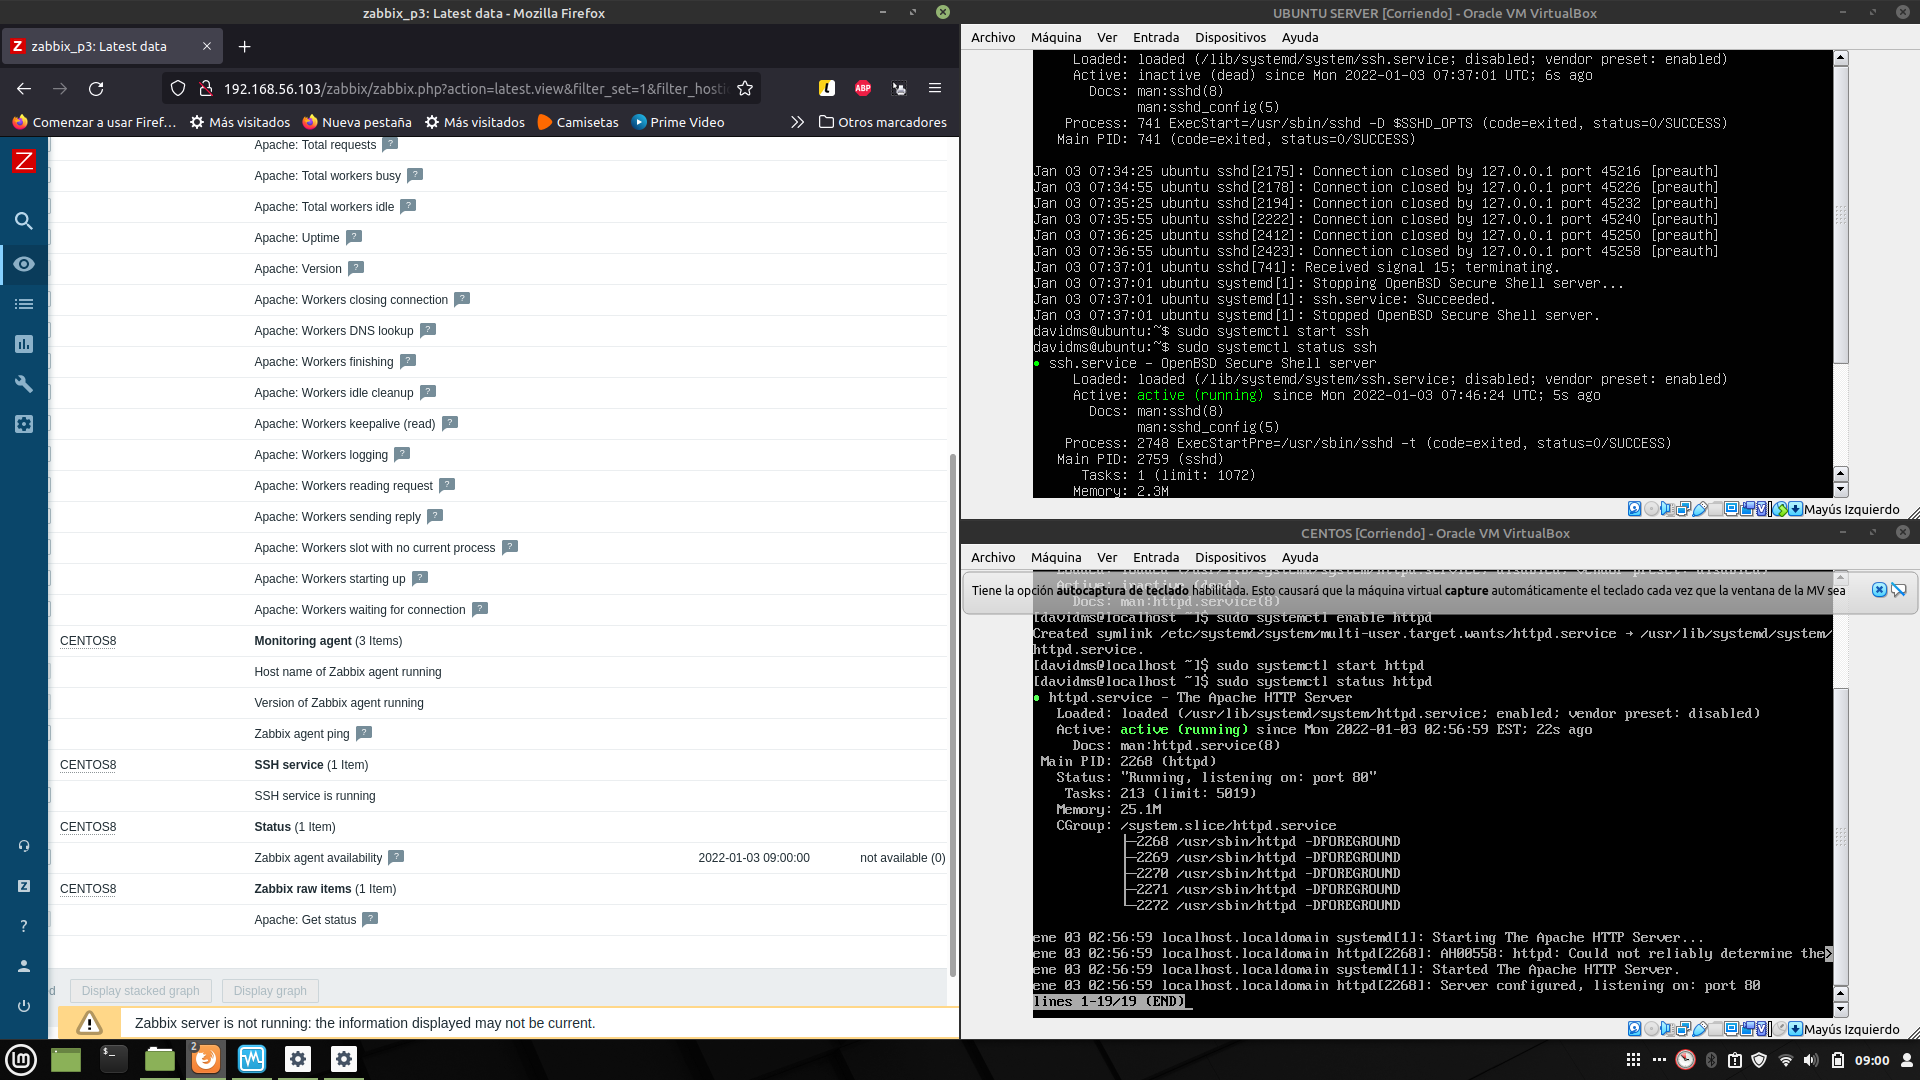 zabbix_p3: Latest data - Mozilla Firefox
zabbix_p3: Latest data
192.168.56.103/zabbix/zabbix.php?action=latest.view&filter_set=1&filter_hosti
ABP
Comenzar a usar Firef...
Más visitados
Nueva pestaña
Más visitados
Camisetas
Prime Video
Otros marcadores
Apache: Total requests
Apache: Total workers busy
Apache: Total workers idle
Apache: Uptime
Apache: Version
Apache: Workers closing connection
Apache: Workers DNS lookup
Apache: Workers finishing
Apache: Workers idle cleanup
Apache: Workers keepalive (read)
Apache: Workers logging
Apache: Workers reading request
Apache: Workers sending reply
Apache: Workers slot with no current process
Apache: Workers starting up
Apache: Workers waiting for connection
CENTOS8 Monitoring agent (3 Items)
Host name of Zabbix agent running
Version of Zabbix agent running
Zabbix agent ping
CENTOS8 SSH service (1 Item)
SSH service is running
CENTOS8 Status (1 Item)
Zabbix agent availability 2022-01-03 09:00:00 not available (0)
CENTOS8 Zabbix raw items (1 Item)
Apache: Get status
Display stacked graph Display graph
Zabbix server is not running: the information displayed may not be current.
UBUNTU SERVER [Corriendo] - Oracle VM VirtualBox
Archivo Máquina Ver Entrada Dispositivos Ayuda
Loaded: loaded (/lib/systemd/system/ssh.service; disabled; vendor preset: enabled)
Active: inactive (dead) since Mon 2022-01-03 07:37:01 UTC; 6s ago
Docs: man:sshd(8)
man:sshd_config(5)
Process: 741 ExecStart=/usr/sbin/sshd -D $SSHD_OPTS (code=exited, status=0/SUCCESS)
Main PID: 741 (code=exited, status=0/SUCCESS)
Jan 03 07:34:25 ubuntu sshd[2175]: Connection closed by 127.0.0.1 port 45216 [preauth]
Jan 03 07:34:55 ubuntu sshd[2178]: Connection closed by 127.0.0.1 port 45226 [preauth]
Jan 03 07:35:25 ubuntu sshd[2194]: Connection closed by 127.0.0.1 port 45232 [preauth]
Jan 03 07:35:55 ubuntu sshd[2222]: Connection closed by 127.0.0.1 port 45240 [preauth]
Jan 03 07:36:25 ubuntu sshd[2412]: Connection closed by 127.0.0.1 port 45250 [preauth]
Jan 03 07:36:55 ubuntu sshd[2423]: Connection closed by 127.0.0.1 port 45258 [preauth]
Jan 03 07:37:01 ubuntu sshd[741]: Received signal 15; terminating.
Jan 03 07:37:01 ubuntu systemd[1]: Stopping OpenBSD Secure Shell server...
Jan 03 07:37:01 ubuntu systemd[1]: ssh.service: Succeeded.
Jan 03 07:37:01 ubuntu systemd[1]: Stopped OpenBSD Secure Shell server.
davidms@ubuntu:~$ sudo systemctl start ssh
davidms@ubuntu:~$ sudo systemctl status ssh
● ssh.service - OpenBSD Secure Shell server
Loaded: loaded (/lib/systemd/system/ssh.service; disabled; vendor preset: enabled)
Active: active (running) since Mon 2022-01-03 07:46:24 UTC; 5s ago
Docs: man:sshd(8)
man:sshd_config(5)
Process: 2748 ExecStartPre=/usr/sbin/sshd -t (code=exited, status=0/SUCCESS)
Main PID: 2759 (sshd)
Tasks: 1 (limit: 1072)
Memory: 2.3M
Mayús Izquierdo
CENTOS [Corriendo] - Oracle VM VirtualBox
Archivo Máquina Ver Entrada Dispositivos Ayuda
Tiene la opción autocaptura de teclado habilitada. Esto causará que la máquina virtual capture automáticamente el teclado cada vez que la ventana de la MV sea
Docs: man:httpd.service(8)
[davidms@localhost ~]$ sudo systemctl enable httpd
Created symlink /etc/systemd/system/multi-user.target.wants/httpd.service → /usr/lib/systemd/system/
httpd.service.
[davidms@localhost ~]$ sudo systemctl start httpd
[davidms@localhost ~]$ sudo systemctl status httpd
● httpd.service - The Apache HTTP Server
Loaded: loaded (/usr/lib/systemd/system/httpd.service; enabled; vendor preset: disabled)
Active: active (running) since Mon 2022-01-03 02:56:59 EST; 22s ago
Docs: man:httpd.service(8)
Main PID: 2268 (httpd)
Status: "Running, listening on: port 80"
Tasks: 213 (limit: 5019)
Memory: 25.1M
CGroup: /system.slice/httpd.service
├─2268 /usr/sbin/httpd -DFOREGROUND
├─2269 /usr/sbin/httpd -DFOREGROUND
├─2270 /usr/sbin/httpd -DFOREGROUND
├─2271 /usr/sbin/httpd -DFOREGROUND
└─2272 /usr/sbin/httpd -DFOREGROUND
ene 03 02:56:59 localhost.localdomain systemd[1]: Starting The Apache HTTP Server...
ene 03 02:56:59 localhost.localdomain httpd[2268]: AH00558: httpd: Could not reliably determine the>
ene 03 02:56:59 localhost.localdomain systemd[1]: Started The Apache HTTP Server.
ene 03 02:56:59 localhost.localdomain httpd[2268]: Server configured, listening on: port 80
lines 1-19/19 (END)
Mayús Izquierdo
2
09:00